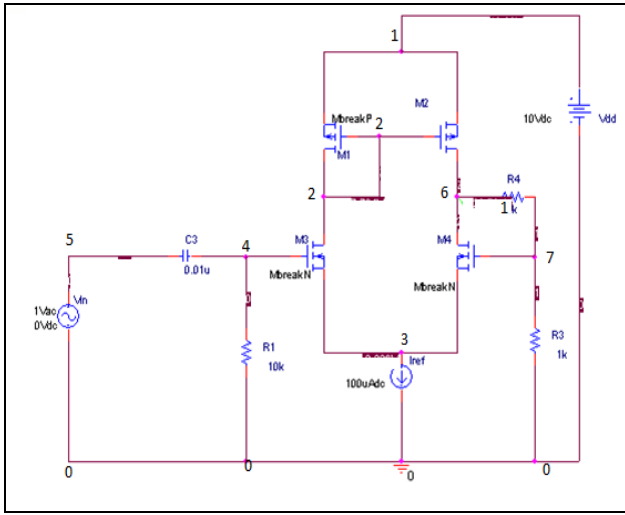 1
M2
MbreakP
2
10Vdc
Vdd
M1
R4
2
6
1
k
5
C3
4
M3
M4
7
0.01u
MbreakN
MbreakN
Vin
1Vac
0Vdc
3
R1
Iref
R3
10k
100uAdc
1k
0
0
0
0